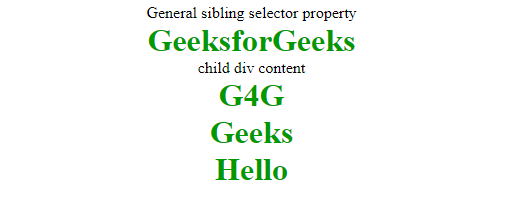 General sibling selector property
GeeksforGeeks
child div content
G4G
Geeks
Hello